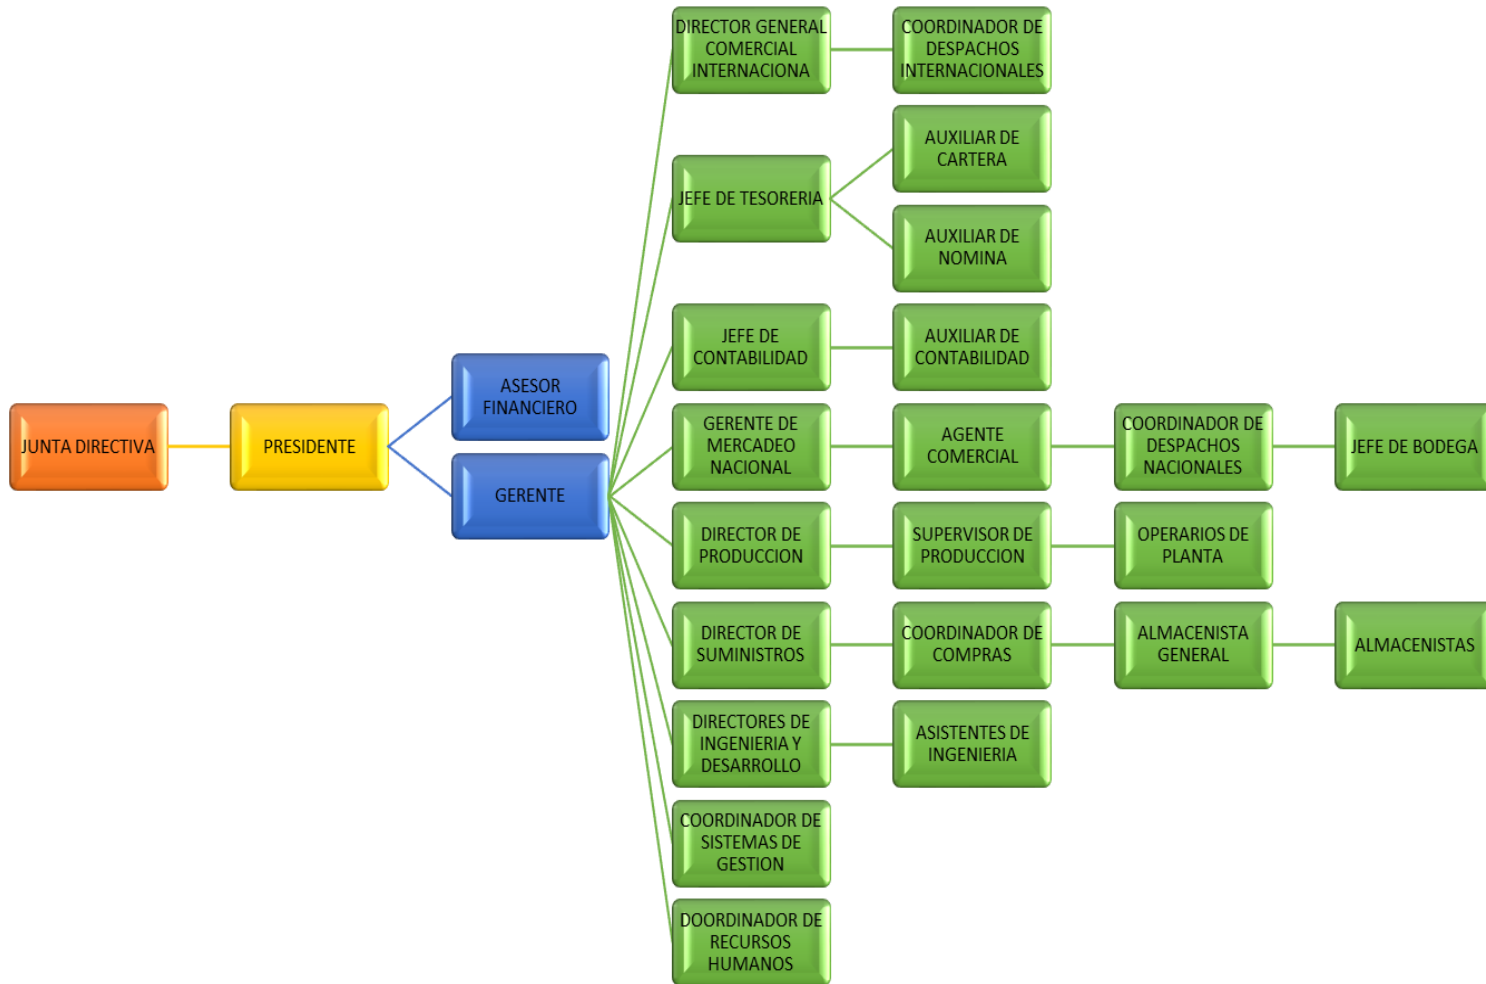 DIRECTOR GENERAL
COMERCIAL
INTERNACIONA
COORDINADOR DE
DESPACHOS
INTERNACIONALES
AUXILIAR DE
CARTERA
JEFE DE TESORERIA
AUXILIAR DE
NOMINA
JEFE DE
CONTABILIDAD
AUXILIAR DE
CONTABILIDAD
ASESOR
FINANCIERO
JUNTA DIRECTIVA
PRESIDENTE
GERENTE
GERENTE DE
MERCADEO
NACIONAL
AGENTE
COMERCIAL
COORDINADOR DE
DESPACHOS
NACIONALES
JEFE DE BODEGA
DIRECTOR DE
PRODUCCION
SUPERVISOR DE
PRODUCCION
OPERARIOS DE
PLANTA
DIRECTOR DE
SUMINISTROS
COORDINADOR DE
COMPRAS
ALMACENISTA
GENERAL
ALMACENISTAS
DIRECTORES DE
INGENIERIA Y
DESARROLLO
ASISTENTES DE
INGENIERIA
COORDINADOR DE
SISTEMAS DE
GESTION
DOORDINADOR DE
RECURSOS
HUMANOS